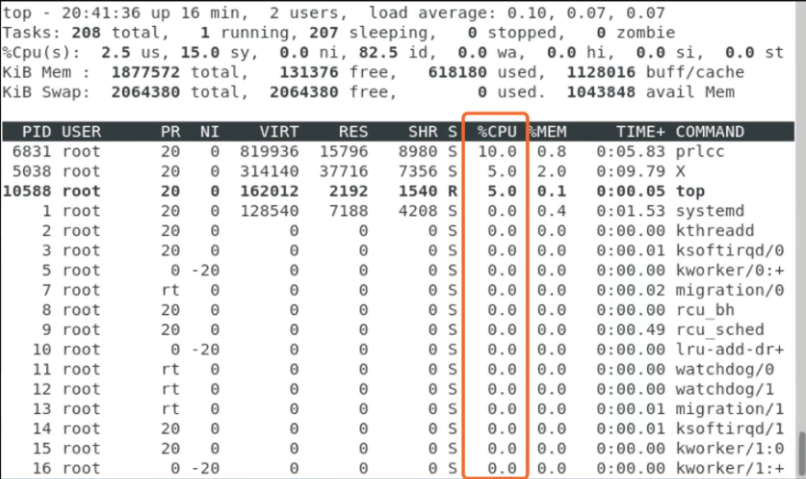 top - 20:41:36 up 16 min,  2 users,  load average: 0.10, 0.07, 0.07
Tasks: 208 total,   1 running, 207 sleeping,   0 stopped,   0 zombie
%Cpu(s):  2.5 us, 15.0 sy,  0.0 ni, 82.5 id,  0.0 wa,  0.0 hi,  0.0 si,  0.0 st
KiB Mem :  1877572 total,   131376 free,   618180 used,  1128016 buff/cache
KiB Swap:  2064380 total,  2064380 free,        0 used.  1043848 avail Mem
PID USER PR NI VIRT RES SHR S %CPU %MEM TIME+ COMMAND
6831 root 20 0 819936 15796 8980 S 10.0 0.8 0:05.83 prlcc
5038 root 20 0 314140 37716 7356 S 5.0 2.0 0:09.79 X
10588 root 20 0 162012 2192 1540 R 5.0 0.1 0:00.05 top
1 root 20 0 128540 7188 4208 S 0.0 0.4 0:01.53 systemd
2 root 20 0 0 0 0 S 0.0 0.0 0:00.00 kthreadd
3 root 20 0 0 0 0 S 0.0 0.0 0:00.01 ksoftirqd/0
5 root 0 -20 0 0 0 S 0.0 0.0 0:00.00 kworker/0:+
7 root rt 0 0 0 0 S 0.0 0.0 0:00.02 migration/0
8 root 20 0 0 0 0 S 0.0 0.0 0:00.00 rcu_bh
9 root 20 0 0 0 0 S 0.0 0.0 0:00.49 rcu_sched
10 root 0 -20 0 0 0 S 0.0 0.0 0:00.00 lru-add-dr+
11 root rt 0 0 0 0 S 0.0 0.0 0:00.00 watchdog/0
12 root rt 0 0 0 0 S 0.0 0.0 0:00.00 watchdog/1
13 root rt 0 0 0 0 S 0.0 0.0 0:00.01 migration/1
14 root 20 0 0 0 0 S 0.0 0.0 0:00.01 ksoftirqd/1
15 root 20 0 0 0 0 S 0.0 0.0 0:00.00 kworker/1:0
16 root 0 -20 0 0 0 S 0.0 0.0 0:00.00 kworker/1:+